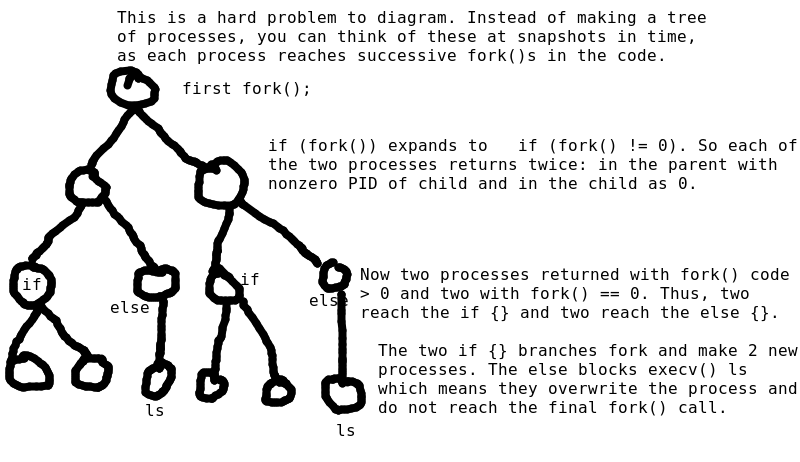 This is a hard problem to diagram. Instead of making a tree
of processes, you can think of these at snapshots in time,
as each process reaches successive fork()s in the code.
first fork();
if (fork()) expands to   if (fork() != 0). So each of
the two processes returns twice: in the parent with
nonzero PID of child and in the child as 0.
if
else
if
else
Now two processes returned with fork() code
> 0 and two with fork() == 0. Thus, two
reach the if {} and two reach the else {}.
The two if {} branches fork and make 2 new
processes. The else blocks execv() ls
which means they overwrite the process and
do not reach the final fork() call.
ls
ls